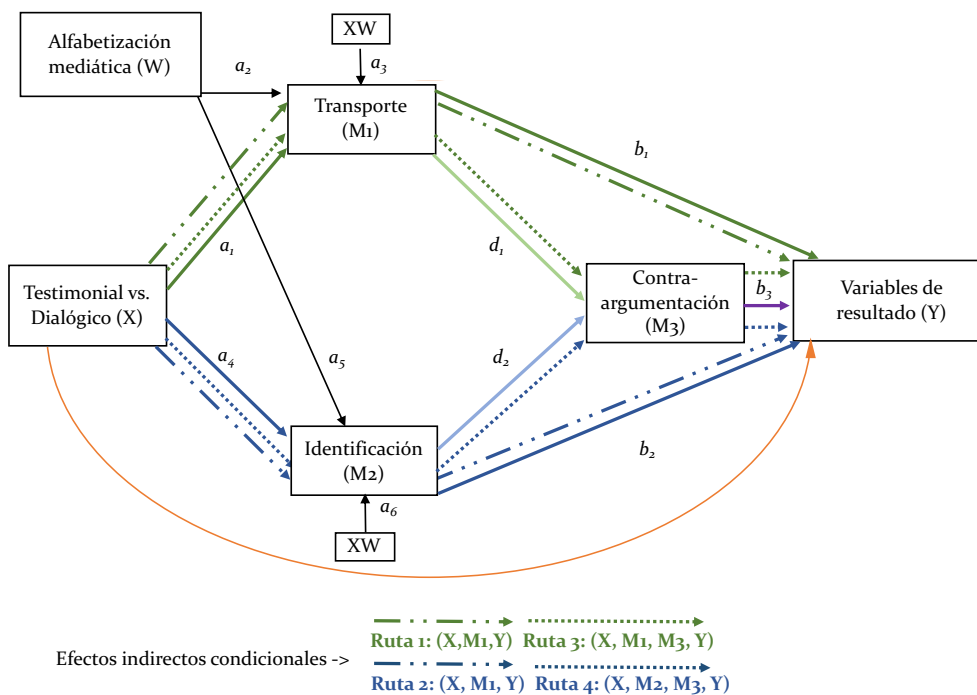 XW
Alfabetización
mediática (W)
a2
a3
Transporte
(M1)
b1
a1
d1
Testimonial vs.
Dialógico (X)
Contra-
argumentación
(M3)
b3
Variables de
resultado (Y)
a4
a5
d2
Identificación
(M2)
b2
a6
XW
Efectos indirectos condicionales ->
Ruta 1: (X,M1,Y) Ruta 3: (X, M1, M3, Y)
Ruta 2: (X, M1, Y) Ruta 4: (X, M2, M3, Y)